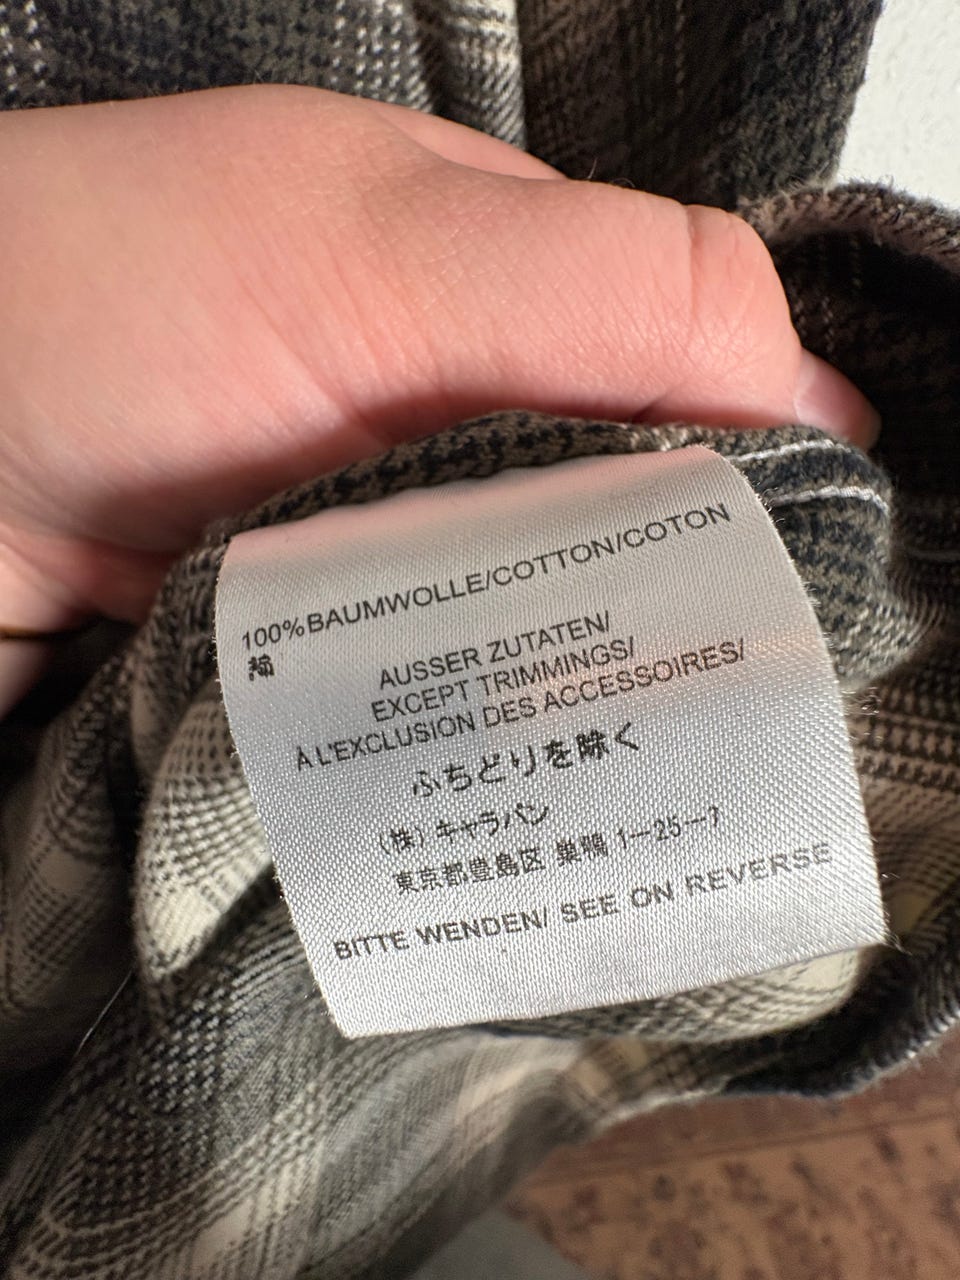 100%BAUMWOLLE/COTTON/COTON
綿
AUSSER ZUTATEN/
EXCEPT TRIMMINGS/
À L'EXCLUSION DES ACCESSOIRES/
ふちどりを除く
(株) キャラバン
東京都豊島区 巣鴨 1-25-7
BITTE WENDEN/ SEE ON REVERSE